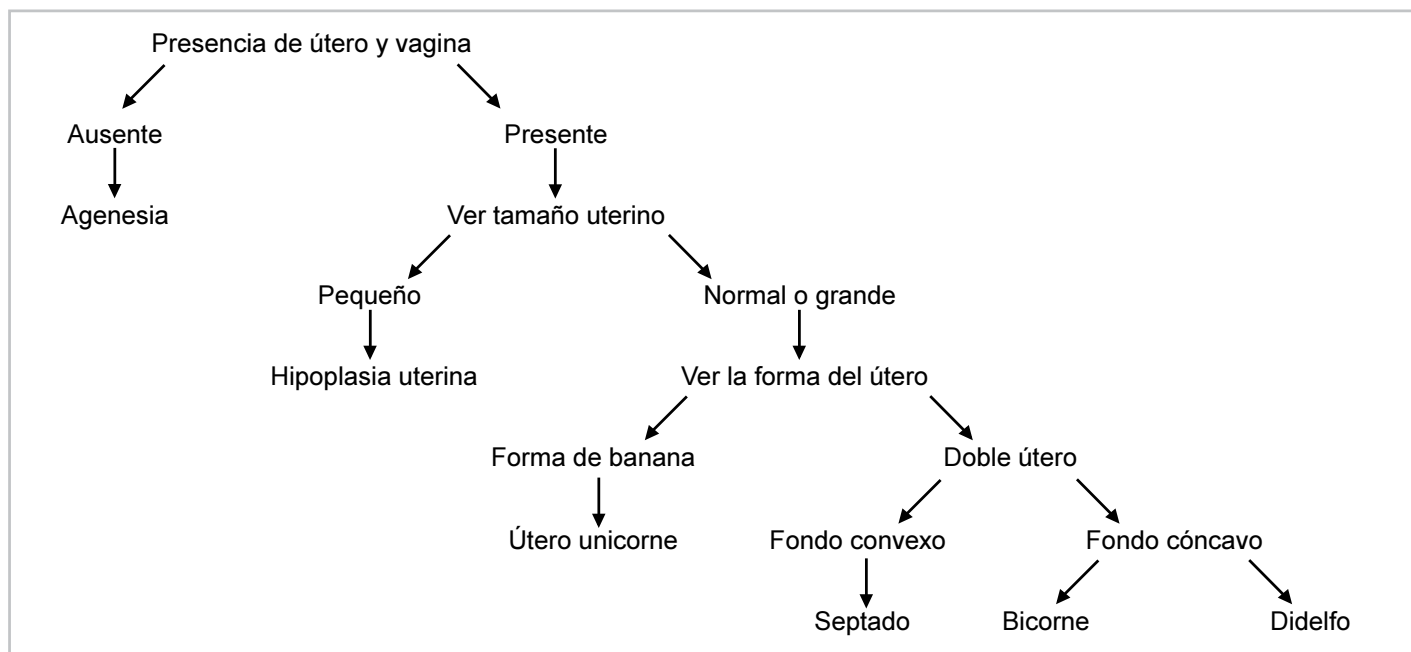 Presencia de útero y vagina
Ausente
Presente
Agenesia
Ver tamaño uterino
Pequeño
Normal o grande
Hipoplasia uterina
Ver la forma del útero
Forma de banana
Doble útero
Útero unicorne
Fondo convexo
Fondo cóncavo
Septado
Bicorne
Didelfo